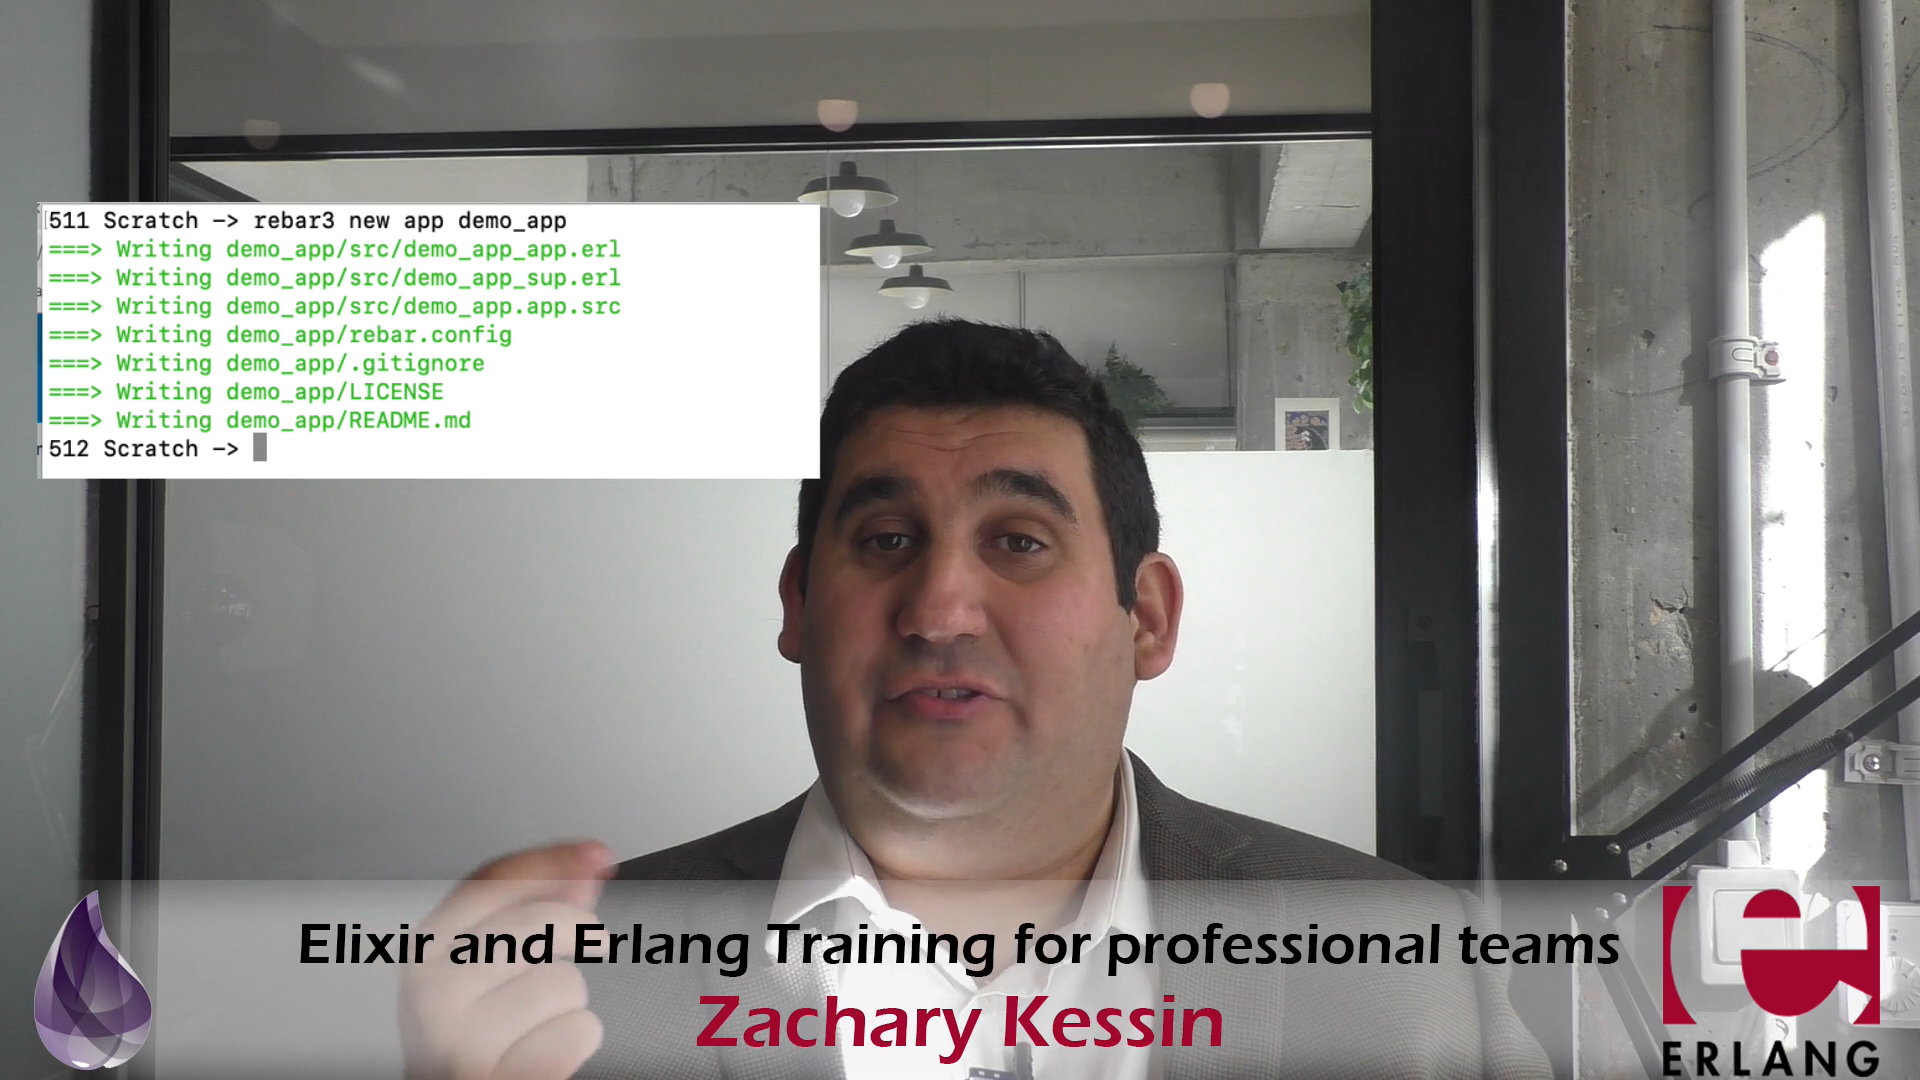 511 Scratch -> rebar3 new app demo_app
===> Writing demo_app/src/demo_app_app.erl
===> Writing demo_app/src/demo_app_sup.erl
===> Writing demo_app/src/demo_app.app.src
===> Writing demo_app/rebar.config
===> Writing demo_app/.gitignore
===> Writing demo_app/LICENSE
===> Writing demo_app/README.md
512 Scratch ->
Elixir and Erlang Training for professional teams
Zachary Kessin
ERLANG